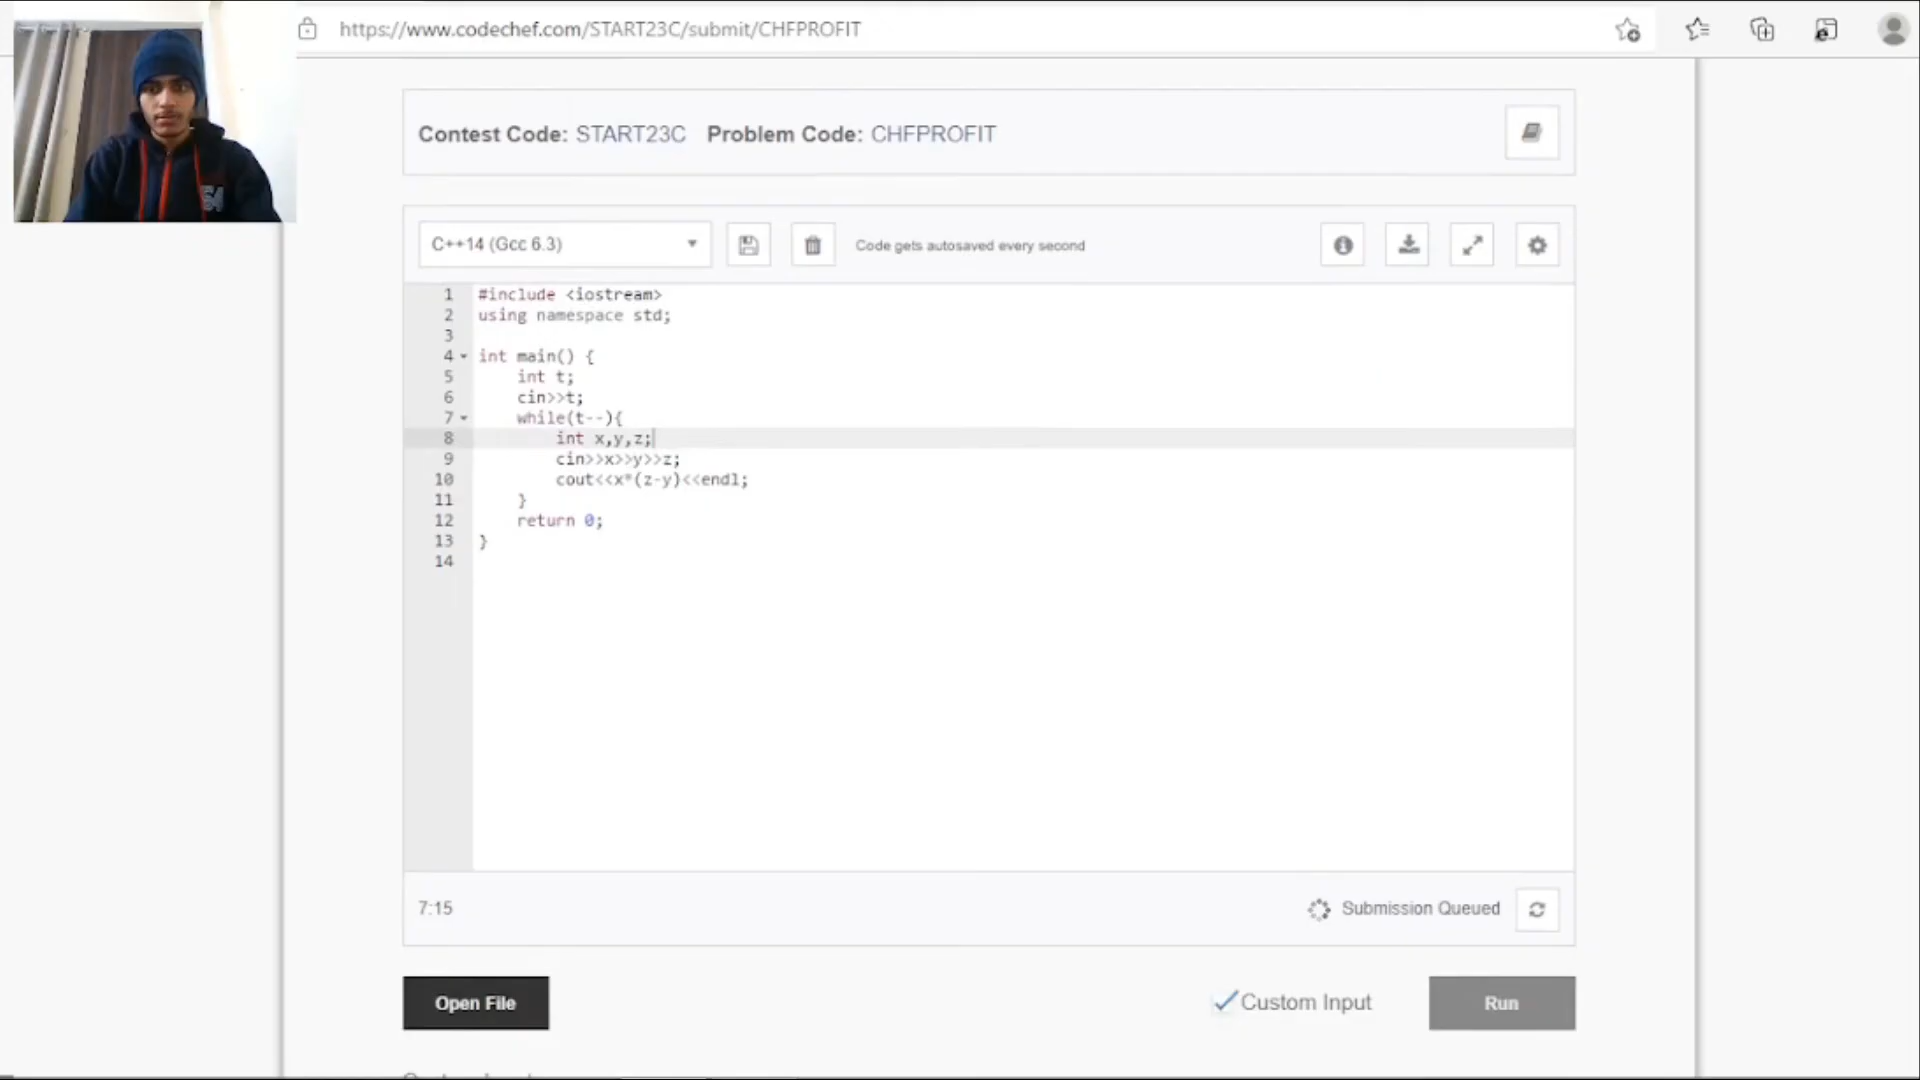 https://www.codechef.com/START23C/submit/CHFPROFIT
Contest Code: START23C Problem Code: CHFPROFIT
C++14 (Gcc 6.3) Code gets autosaved every second
1 #include <iostream>
2 using namespace std;
3
4 int main() {
5 int t;
6 cin>>t;
7 while(t--){
8 int x,y,z;
9 cin>>x>>y>>z;
10 cout<<x*(z-y)<<endl;
11 }
12 return 0;
13 }
14
7:15 Submission Queued
Open File Custom Input Run